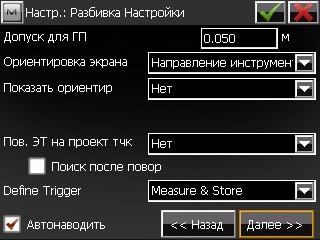 Настр.: Разбивка Настройки
Допуск для ГП 0.050 м
Ориентировка экрана Направление инструмент
Показать ориентир Нет
Пов. ЭТ на проект тчк Нет
Поиск после повор
Define Trigger Measure & Store
Автонаводить << Назад Далее >>